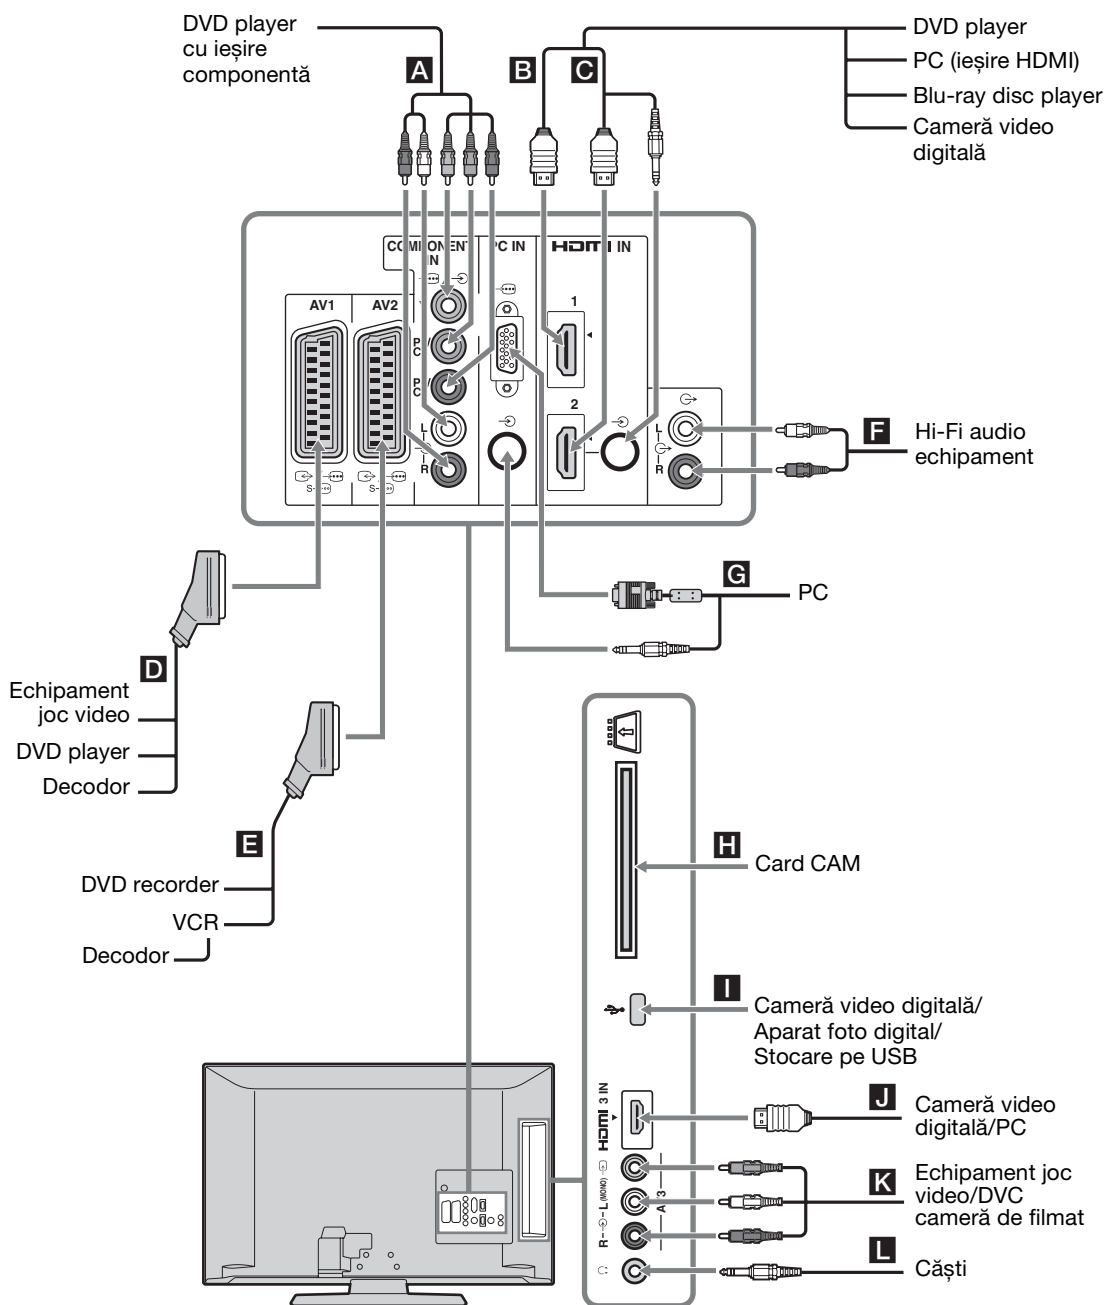 DVD player
cu ieșire
componentă
A
B
C
DVD player
PC (ieșire HDMI)
Blu-ray disc player
Cameră video
digitală
COMPONENT
IN
PC IN
HDMI IN
AV1
AV2
1
2
L
R
L
R
S
S
F
Hi-Fi audio
echipament
G
PC
D
Echipament
joc video
DVD player
Decodor
E
DVD recorder
VCR
Decodor
H
Card CAM
I
Cameră video digitală/
Aparat foto digital/
Stocare pe USB
HDMI 3 IN
J
Cameră video
digitală/PC
R
L (MONO)
K
Echipament joc
video/DVC
cameră de filmat
L
Căști